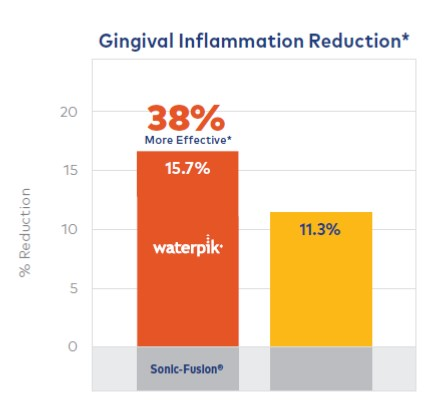 Gingival Inflammation Reduction*
38%
More Effective*
15.7%
waterpik®
11.3%
20
15
10
5
0
% Reduction
Sonic-Fusion®